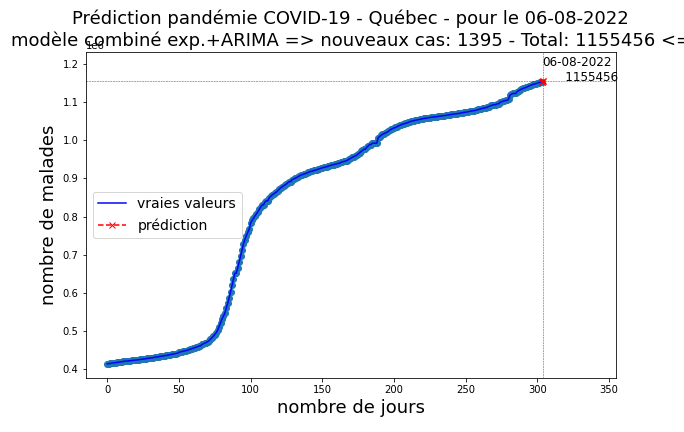 Prédiction pandémie COVID-19 - Québec - pour le 06-08-2022
modèle combiné exp.+ARIMA => nouveaux cas: 1395 - Total: 1155456 <=
1e6
1.2
1.1
1.0
0.9
0.8
0.7
0.6
0.5
0.4
nombre de malades
06-08-2022
1155456
vraies valeurs
prédiction
0 50 100 150 200 250 300 350
nombre de jours